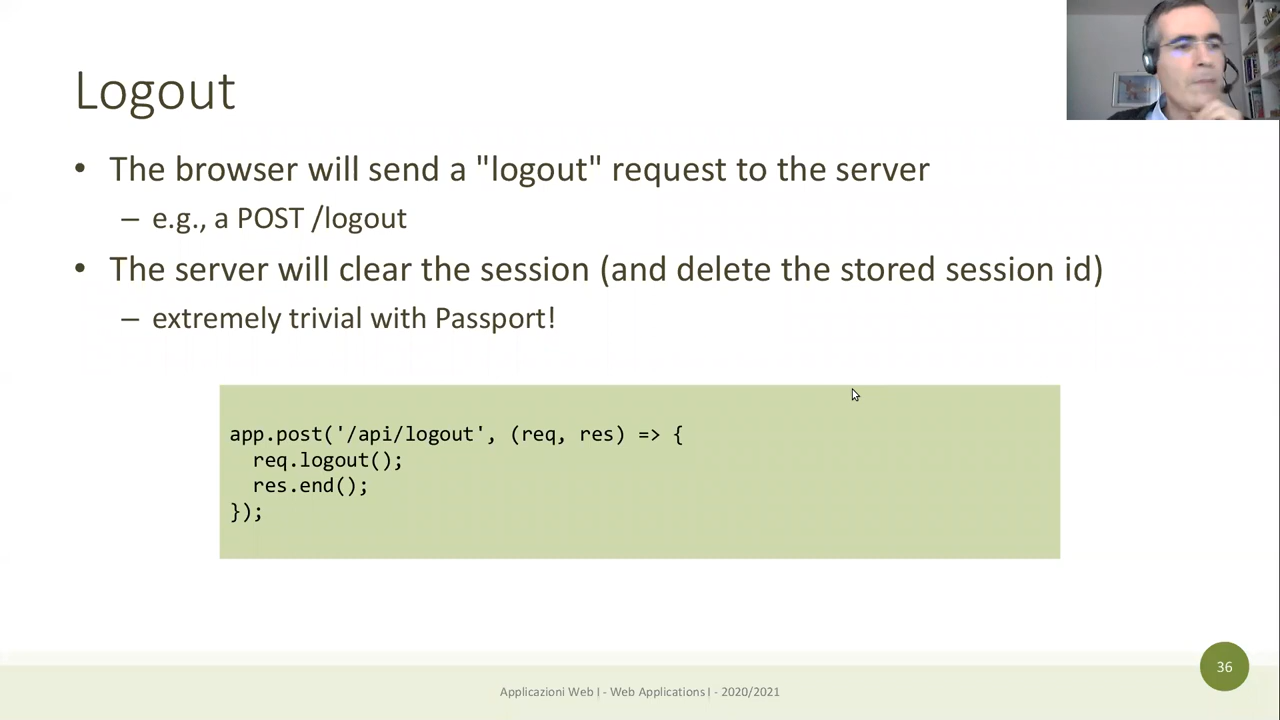 Logout
• The browser will send a "logout" request to the server
– e.g., a POST /logout
• The server will clear the session (and delete the stored session id)
– extremely trivial with Passport!
app.post('/api/logout', (req, res) => {
  req.logout();
  res.end();
});
36
Applicazioni Web I - Web Applications I - 2020/2021